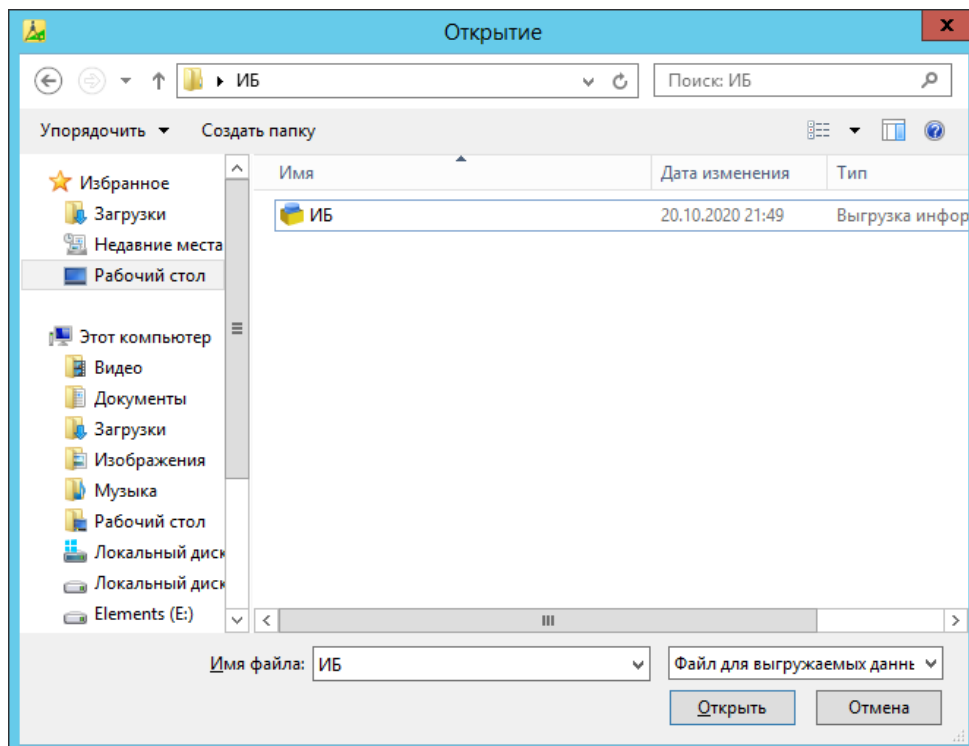 Открытие
ИБ
Поиск: ИБ
Упорядочить
Создать папку
Имя
Дата изменения
Тип
Избранное
Загрузки
Недавние места
Рабочий стол
ИБ
20.10.2020 21:49
Выгрузка инфор
Этот компьютер
Видео
Документы
Загрузки
Изображения
Музыка
Рабочий стол
Локальный диск
Локальный диск
Elements (E:)
Имя файла:
ИБ
Файл для выгружаемых данны
Открыть
Отмена